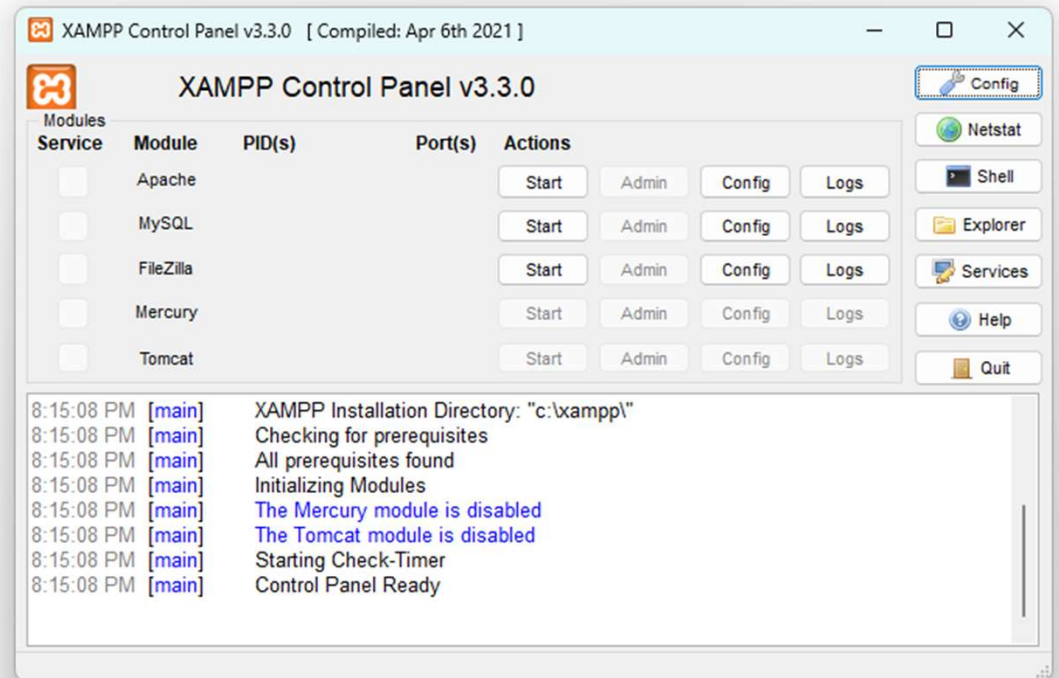 XAMPP Control Panel v3.3.0 [ Compiled: Apr 6th 2021 ]
XAMPP Control Panel v3.3.0
Config
Modules
Service Module PID(s) Port(s) Actions
Netstat
Apache Start Admin Config Logs
Shell
MySQL Start Admin Config Logs
Explorer
FileZilla Start Admin Config Logs
Services
Mercury Start Admin Config Logs
Help
Tomcat Start Admin Config Logs
Quit
8:15:08 PM [main] XAMPP Installation Directory: "c:\xampp\"
8:15:08 PM [main] Checking for prerequisites
8:15:08 PM [main] All prerequisites found
8:15:08 PM [main] Initializing Modules
8:15:08 PM [main] The Mercury module is disabled
8:15:08 PM [main] The Tomcat module is disabled
8:15:08 PM [main] Starting Check-Timer
8:15:08 PM [main] Control Panel Ready